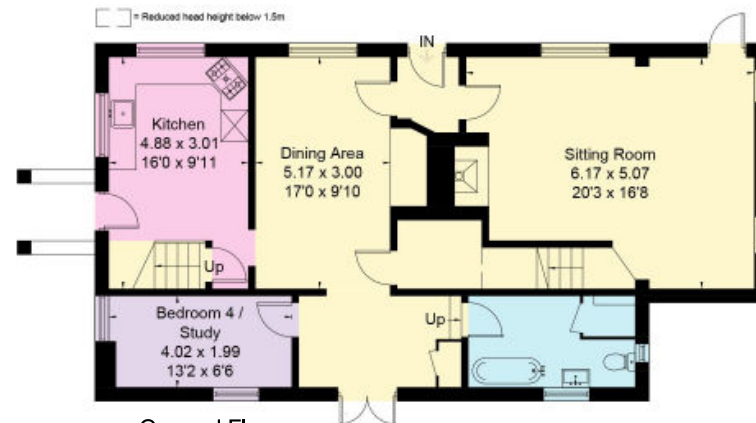 = Reduced head height below 1.5m
IN
Kitchen
4.88 x 3.01
16'0 x 9'11
Dining Area
5.17 x 3.00
17'0 x 9'10
Sitting Room
6.17 x 5.07
20'3 x 16'8
Up
Bedroom 4 /
Study
4.02 x 1.99
13'2 x 6'6
Up